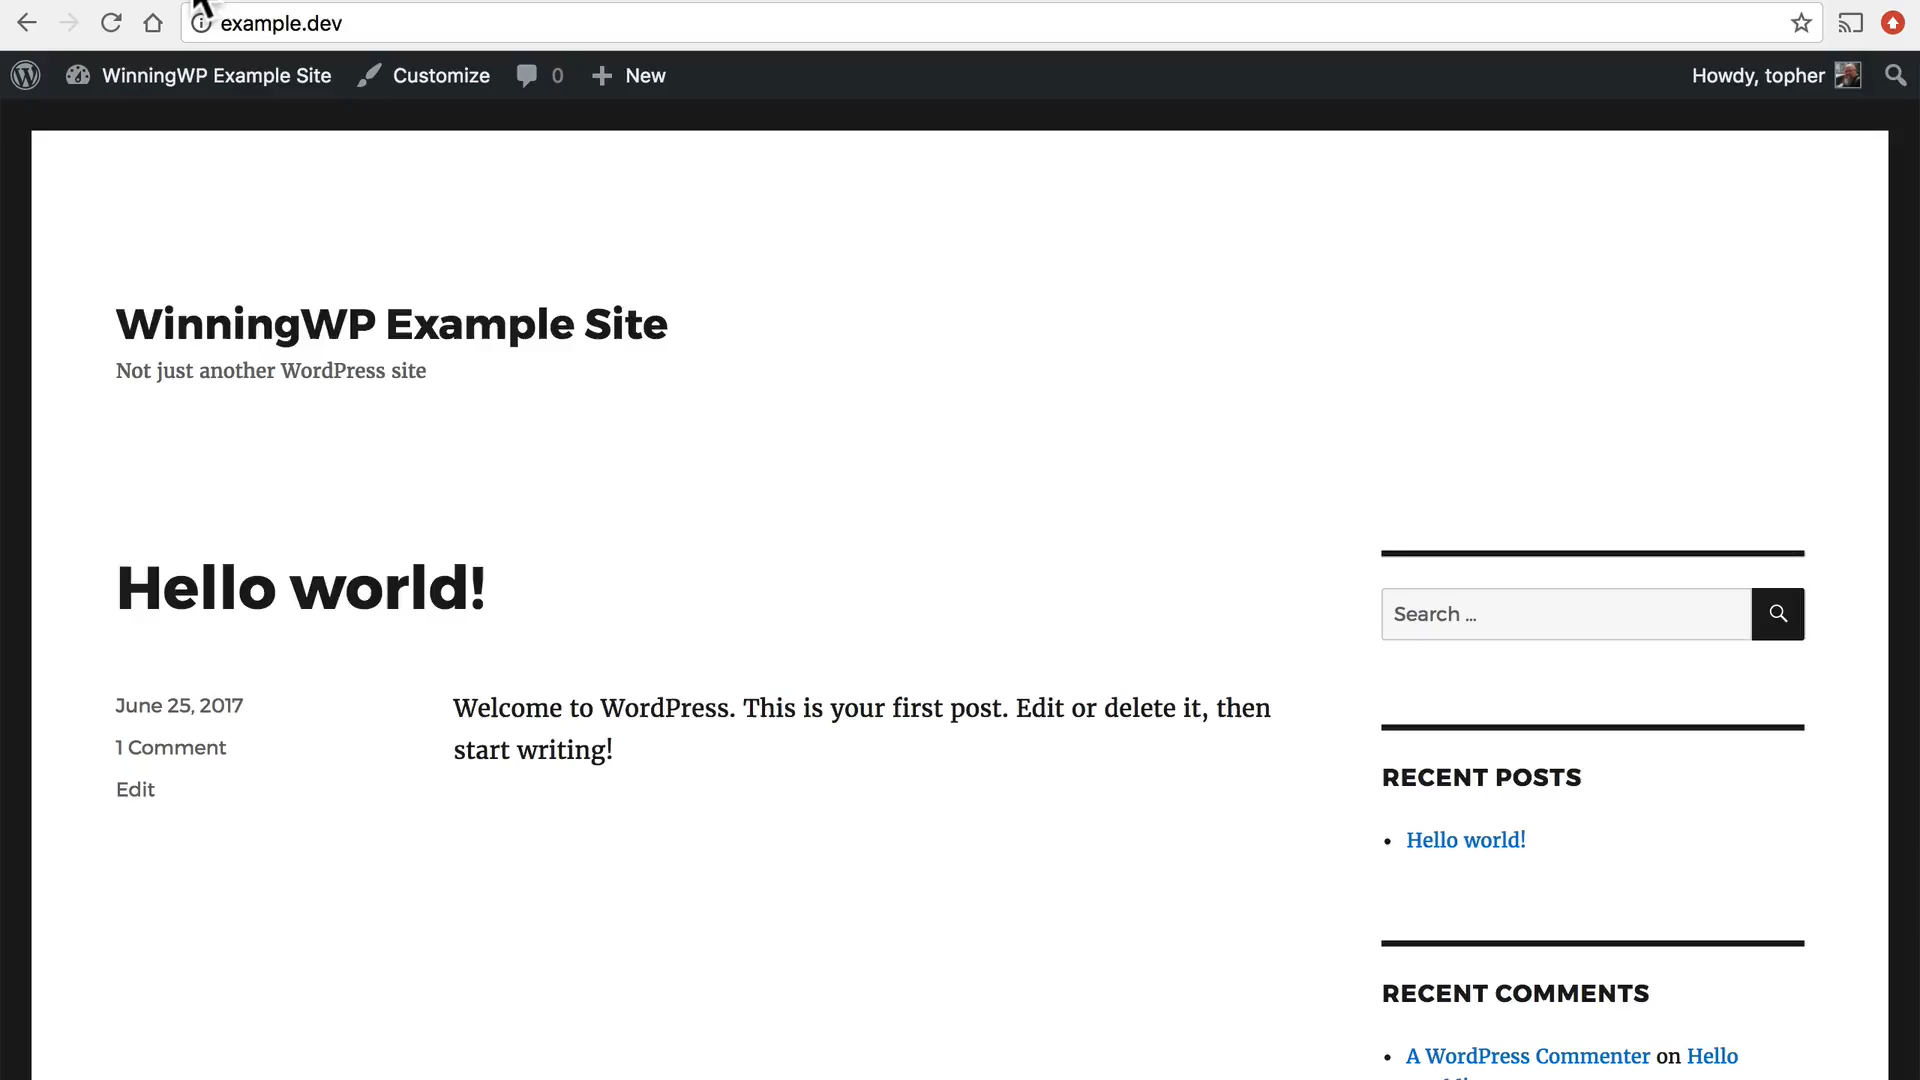 example.dev
WinningWP Example Site
Customize
0
New
Howdy, topher
WinningWP Example Site
Not just another WordPress site
Hello world!
June 25, 2017
1 Comment
Edit
Welcome to WordPress. This is your first post. Edit or delete it, then
start writing!
Search ...
RECENT POSTS
Hello world!
RECENT COMMENTS
A WordPress Commenter on Hello